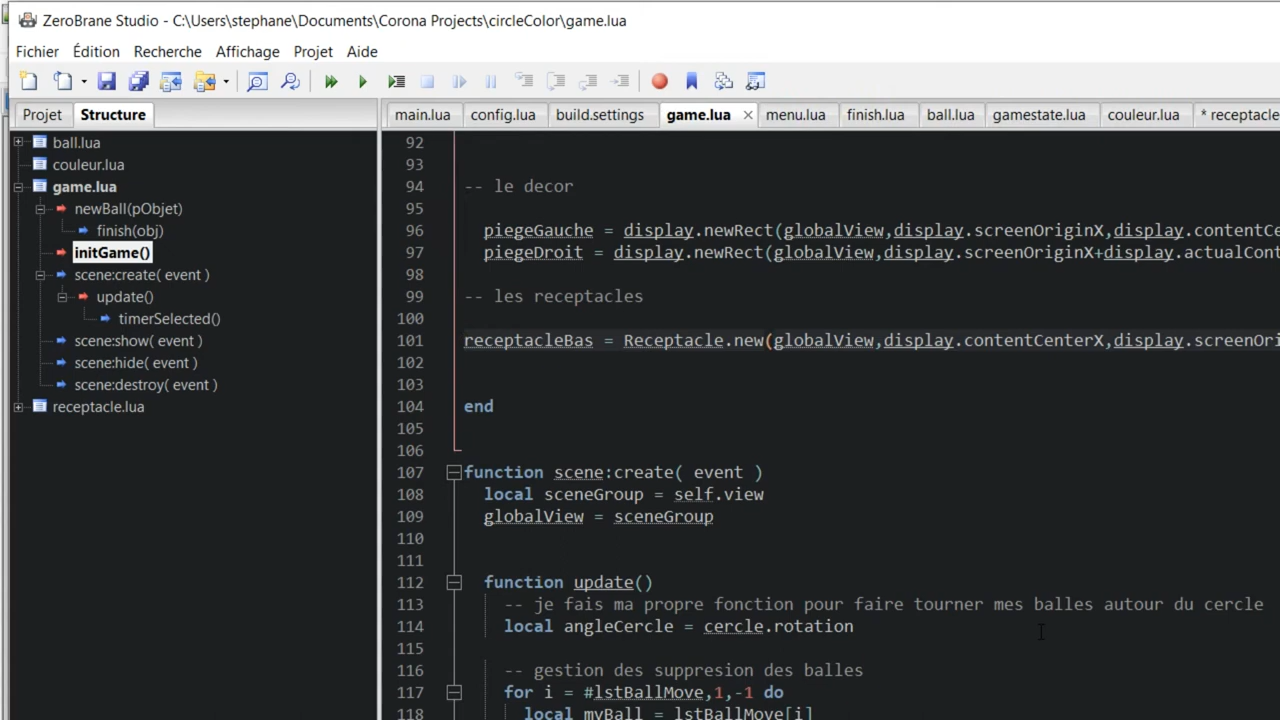 ZeroBrane Studio - C:\Users\stephane\Documents\Corona Projects\circleColor\game.lua
Fichier Édition Recherche Affichage Projet Aide
Projet Structure
main.lua config.lua build.settings game.lua menu.lua finish.lua ball.lua gamestate.lua couleur.lua * receptacle
ball.lua
couleur.lua
game.lua
newBall(pObjet)
finish(obj)
initGame()
scene:create( event )
update()
timerSelected()
scene:show( event )
scene:hide( event )
scene:destroy( event )
receptacle.lua
92
93
94 -- le decor
95
96 piegeGauche = display.newRect(globalView,display.screenOriginX,display.contentCe
97 piegeDroit = display.newRect(globalView,display.screenOriginX+display.actualCont
98
99 -- les receptacles
100
101 receptacleBas = Receptacle.new(globalView,display.contentCenterX,display.screenOri
102
103
104 end
105
106
107 function scene:create( event )
108 local sceneGroup = self.view
109 globalView = sceneGroup
110
111
112 function update()
113 -- je fais ma propre fonction pour faire tourner mes balles autour du cercle
114 local angleCercle = cercle.rotation
115
116 -- gestion des suppresion des balles
117 for i = #lstBallMove,1,-1 do
118 local myBall = lstBallMove[i]